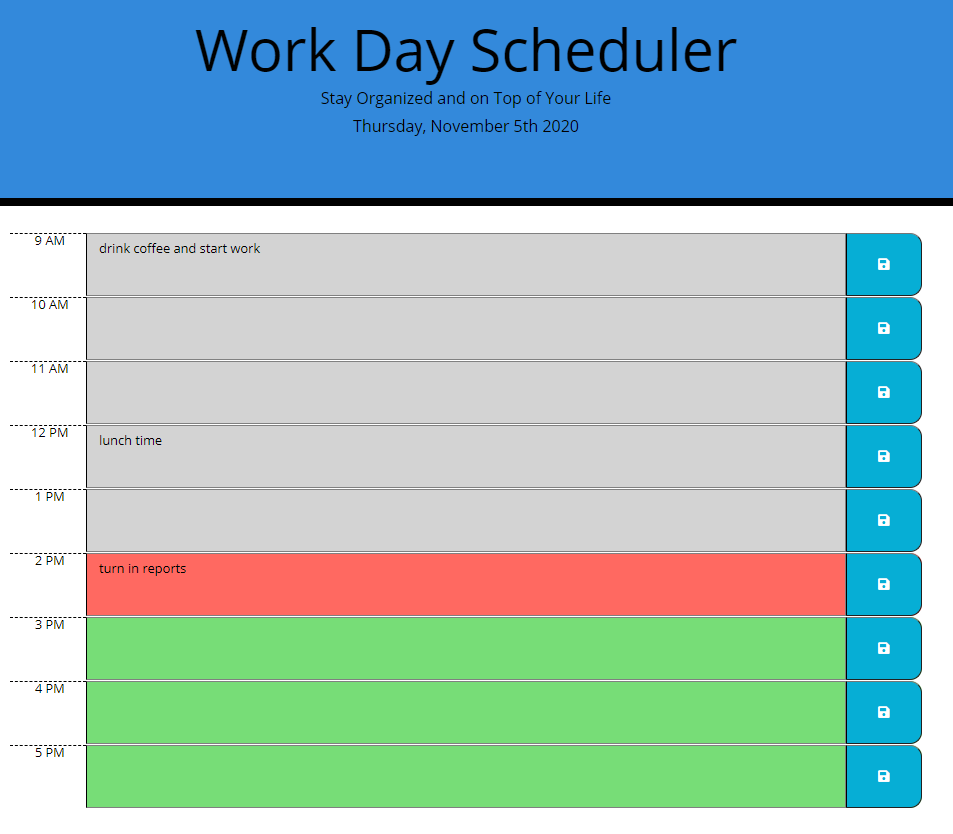 Work Day Scheduler
Stay Organized and on Top of Your Life
Thursday, November 5th 2020
9 AM
drink coffee and start work
10 AM
11 AM
12 PM
lunch time
1 PM
2 PM
turn in reports
3 PM
4 PM
5 PM